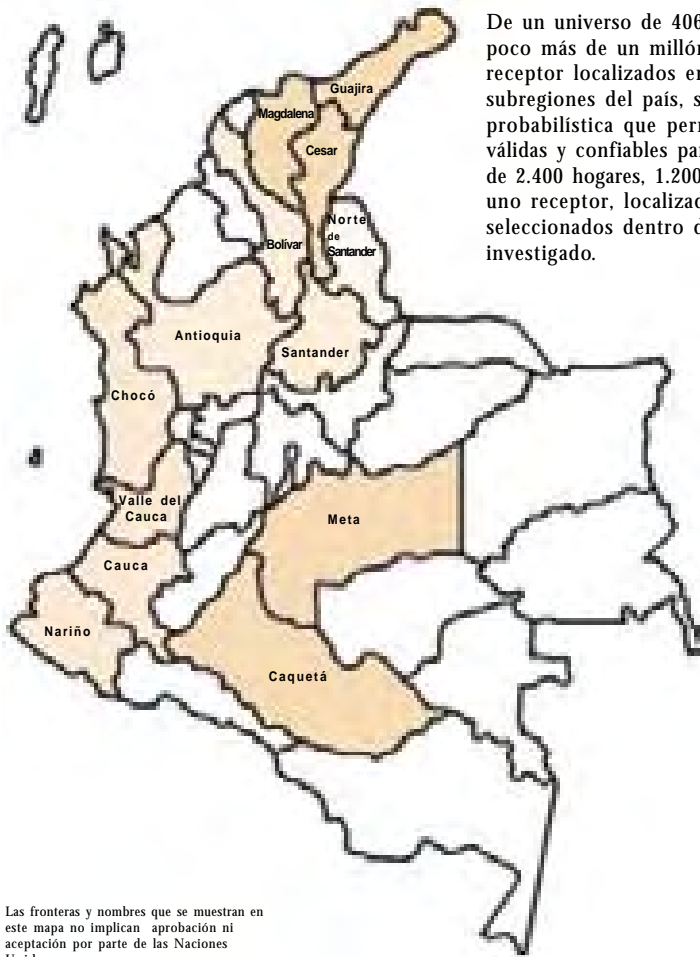 De un universo de 406
poco más de un millón
receptor localizados en
subregiones del país, s
probabilística que perr
válidas y confiables par
de 2.400 hogares, 1.200
uno receptor, localizad
seleccionados dentro d
investigado.
Guajira
Magdalena
Cesar
Norte
de
Santander
Bolívar
Antioquia
Santander
Chocó
Valle del
Cauca
Meta
Cauca
Nariño
Caquetá
Las fronteras y nombres que se muestran en
este mapa no implican aprobación ni
aceptación por parte de las Naciones